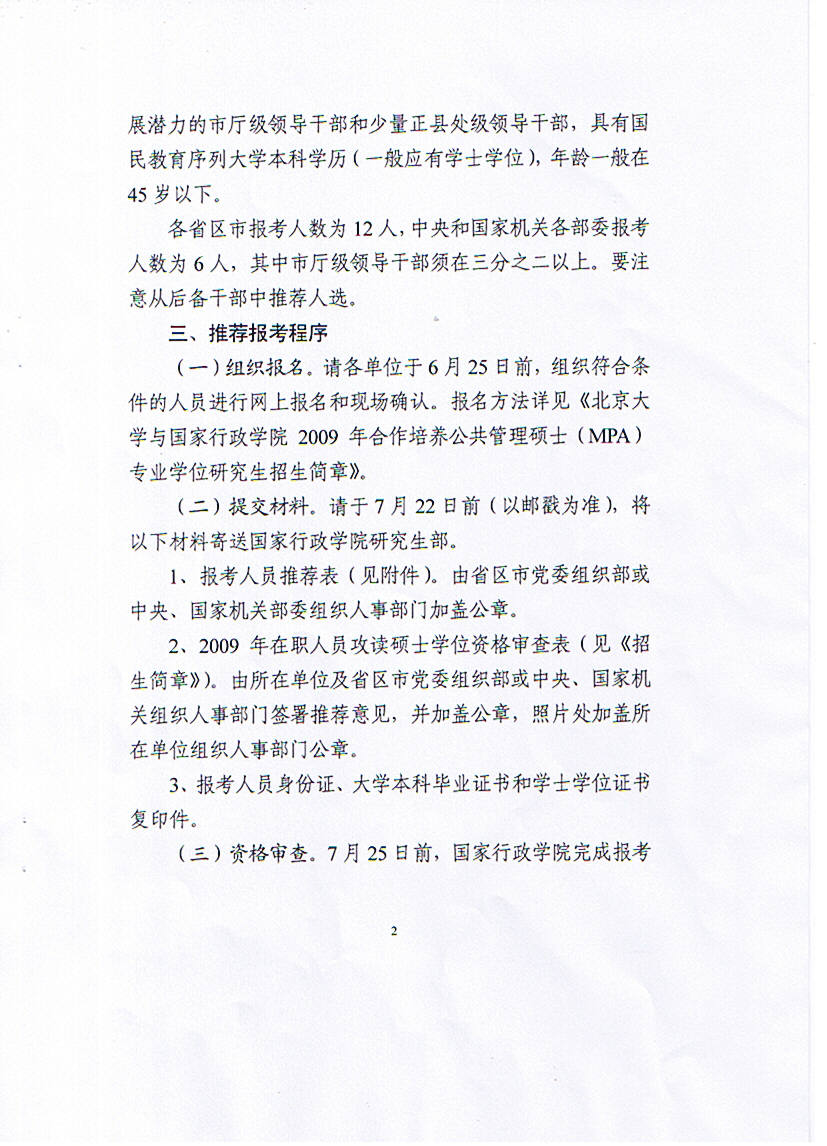 展潜力的市厅级领导干部和少量正县处级领导干部，具有国
民教育序列大学本科学历（一般应有学士学位），年龄一般在
45 岁以下。
各省区市报考人数为 12 人，中央和国家机关各部委报考
人数为 6 人，其中市厅级领导干部须在三分之二以上。要注
意从后备干部中推荐人选。
三、推荐报考程序
（一）组织报名。请各单位于 6 月 25 日前，组织符合条
件的人员进行网上报名和现场确认。报名方法详见《北京大
学与国家行政学院 2009 年合作培养公共管理硕士（MPA）
专业学位研究生招生简章》。
（二）提交材料。请于 7 月 22 日前（以邮戳为准），将
以下材料寄送国家行政学院研究生部。
1、报考人员推荐表（见附件）。由省区市党委组织部或
中央、国家机关部委组织人事部门加盖公章。
2、2009 年在职人员攻读硕士学位资格审查表（见《招
生简章》）。由所在单位及省区市党委组织部或中央、国家机
关组织人事部门签署推荐意见，并加盖公章，照片处加盖所
在单位组织人事部门公章。
3、报考人员身份证、大学本科毕业证书和学士学位证书
复印件。
（三）资格审查。7 月 25 日前，国家行政学院完成报考
2